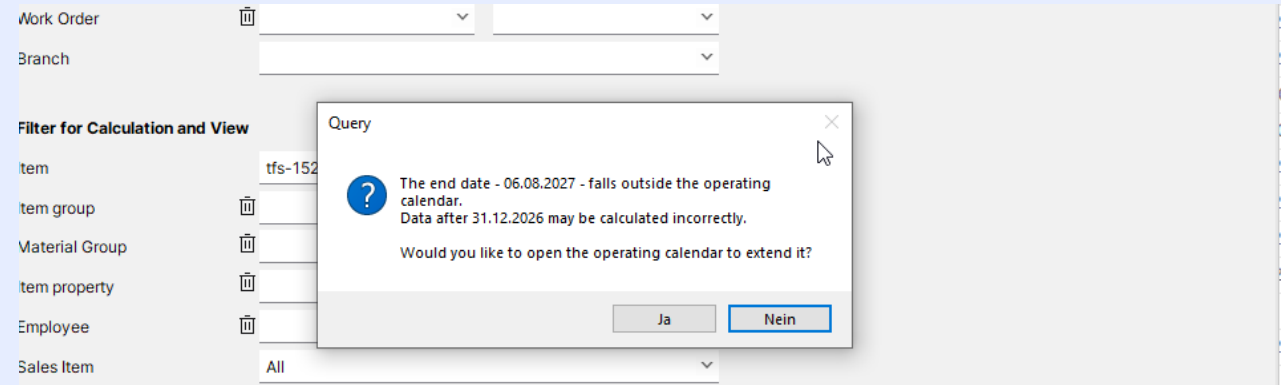 Work Order
Branch
Filter for Calculation and View
Item tfs-152
Item group
Material Group
Item property
Employee
Sales Item All
Query
The end date - 06.08.2027 - falls outside the operating
calendar.
Data after 31.12.2026 may be calculated incorrectly.
Would you like to open the operating calendar to extend it?
Ja Nein